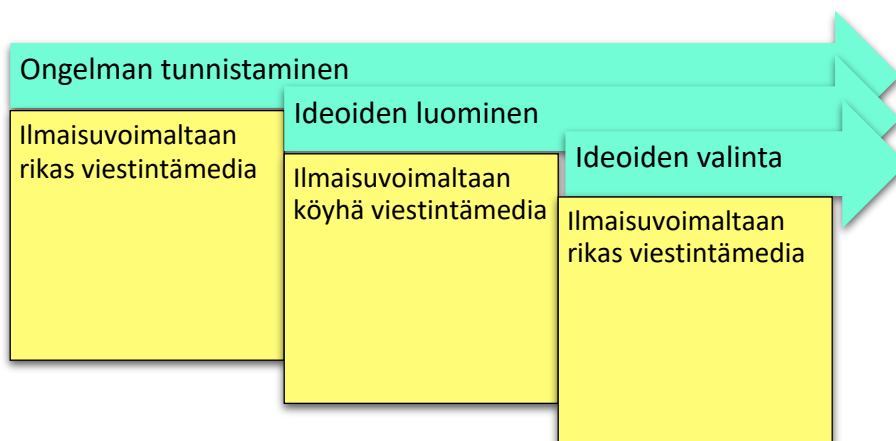 Ongelman tunnistaminen
Ilmaisuvoimaltaan
rikas viestintämedia
Ideoiden luominen
Ilmaisuvoimaltaan
köyhä viestintämedia
Ideoiden valinta
Ilmaisuvoimaltaan
rikas viestintämedia